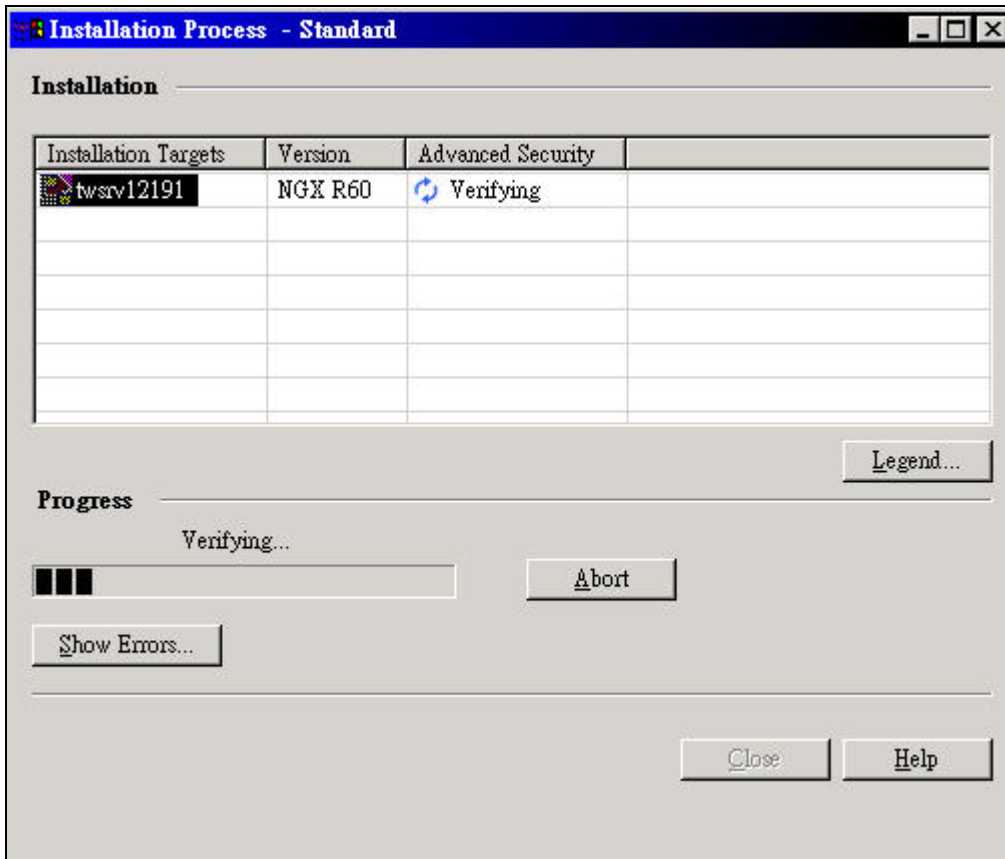 Installation Process - Standard
Installation
Installation Targets Version Advanced Security
twsrv12191 NGX R60 Verifying
Legend...
Progress
Verifying...
Abort
Show Errors...
Close Help